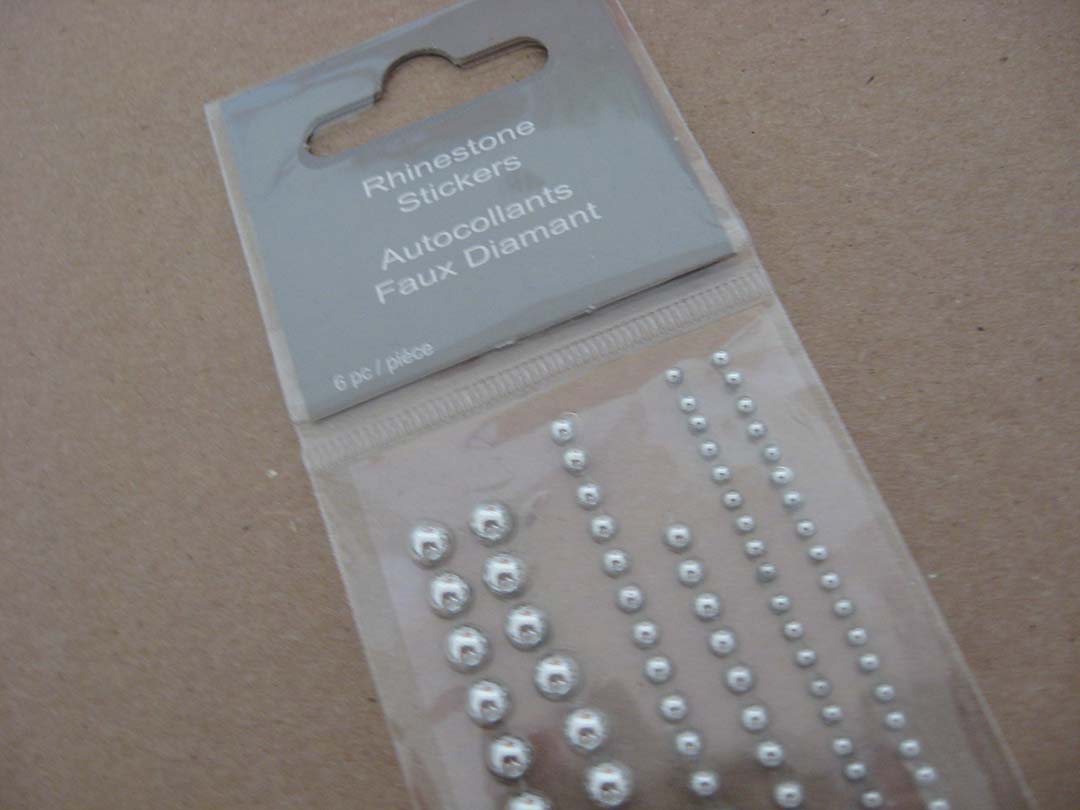 Rhinestone
Stickers
Autocollants
Faux Diamant
6 pc / pièce